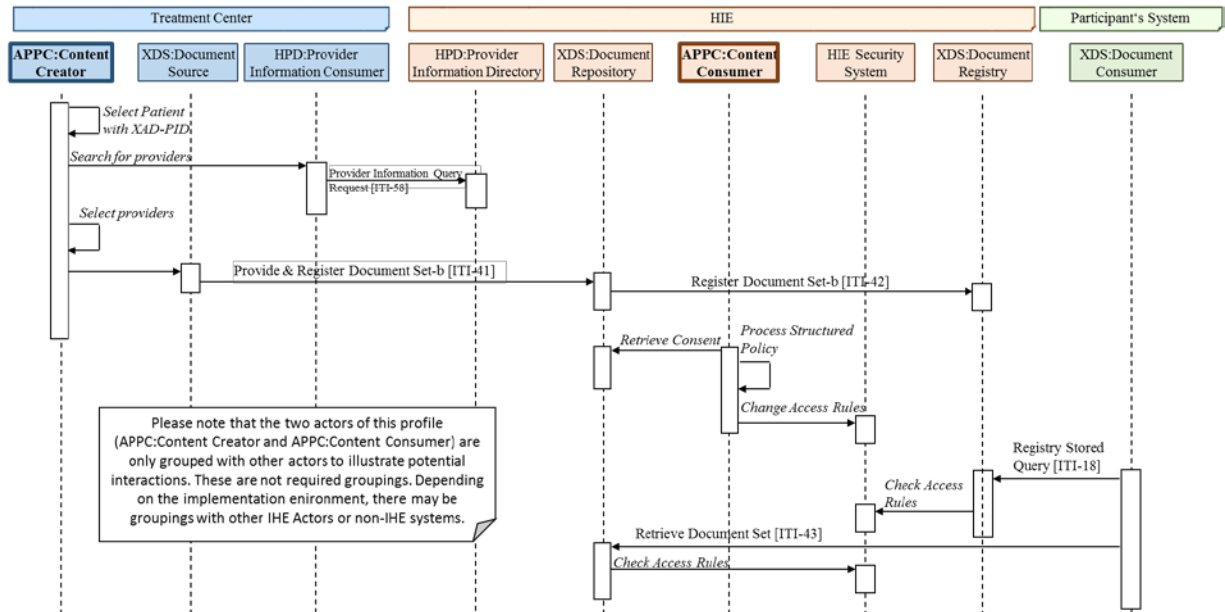 Treatment Center
HIE
Participant's System
APPC:Content
Creator
XDS:Document
Source
HPD:Provider
Information Consumer
HPD:Provider
Information Directory
XDS:Document
Repository
APPC:Content
Consumer
HIE Security
System
XDS:Document
Registry
XDS:Document
Consumer
Select Patient
with XAD-PID
Search for providers
Provider Information Query
Request [ITI-58]
Select providers
Provide & Register Document Set-b [ITI-41]
Register Document Set-b [ITI-42]
Retrieve Consent
Process Structured
Policy
Change Access Rules
Please note that the two actors of this profile
(APPC:Content Creator and APPC:Content Consumer) are
only grouped with other actors to illustrate potential
interactions. These are not required groupings. Depending
on the implementation enironment, there may be
groupings with other IHE Actors or non-IHE systems.
Registry Stored
Query [ITI-18]
Check Access
Rules
Retrieve Document Set [ITI-43]
Check Access Rules